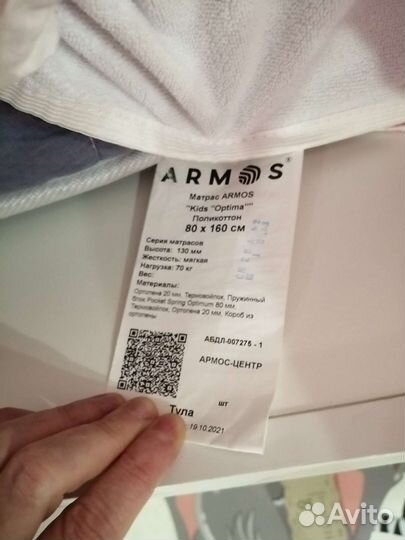 ARMOS®
Матрас ARMOS
"Kids "Optima""
Поликоттон
80 x 160 см
Серия матрасов
Высота: 130 мм
Жесткость: мягкая
Нагрузка: 70 кг
Вес:
Материалы:
Ортопена 20 мм, Термовойлок, Пружинный
блок Pocket Spring Optimum 80 мм,
Термовойлок, Ортопена 20 мм, Короб из
ортопены
АБДЛ-007275 - 1
АРМОС-ЦЕНТР
шт
Тула
19.10.2021
Avito